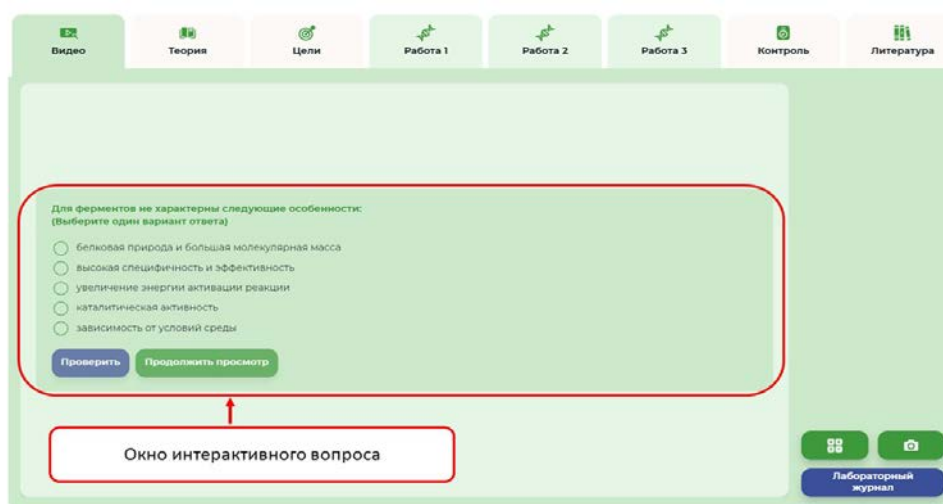 Видео
Теория
Цели
Работа 1
Работа 2
Работа 3
Контроль
Литература
Для ферментов не характерны следующие особенности:
(Выберите один вариант ответа)
белковая природа и большая молекулярная масса
высокая специфичность и эффективность
увеличение энергии активации реакции
каталитическая активность
зависимость от условий среды
Проверить
Продолжить просмотр
Окно интерактивного вопроса
Лабораторный
журнал